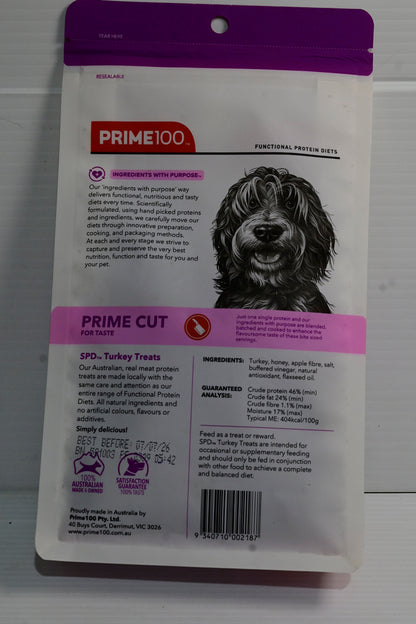 TEAR HERE
RESEALABLE
PRIME100™
FUNCTIONAL PROTEIN DIETS
INGREDIENTS WITH PURPOSE™
Our 'ingredients with purpose' way
delivers functional, nutritious and tasty
diets every time. Scientifically
formulated, using hand picked proteins
and ingredients, we carefully move our
diets through innovative preparation,
cooking, and packaging methods.
At each and every stage we strive to
capture and preserve the very best
nutrition, function and taste for you and
your pet.
PRIME CUT
FOR TASTE
Just one single protein and our
ingredients with purpose are blended,
batched and cooked to enhance the
flavoursome taste of these bite sized
servings.
SPD™ Turkey Treats
Our Australian, real meat protein
treats are made locally with the
same care and attention as our
entire range of Functional Protein
Diets. All natural ingredients and
no artificial colours, flavours or
additives.
Simply delicious!
BEST BEFORE: 07/07/26
05:42
100%
AUSTRALIAN
MADE & OWNED
SATISFACTION
GUARANTEE
100% TASTY
Proudly made in Australia by
Prime100 Pty. Ltd.
40 Buys Court, Derrimut, VIC 3026
www.prime100.com.au
INGREDIENTS: Turkey, honey, apple fibre, salt,
buffered vinegar, natural
antioxidant, flaxseed oil.
GUARANTEED ANALYSIS: Crude protein 46% (min)
Crude fat 24% (min)
Crude fibre 1.1% (max)
Moisture 17% (max)
Typical ME: 404kcal/100g
Feed as a treat or reward.
SPD™ Turkey Treats are intended for
occasional or supplementary feeding
and should only be fed in conjunction
with other food to achieve a complete
and balanced diet.
9 340710 002187